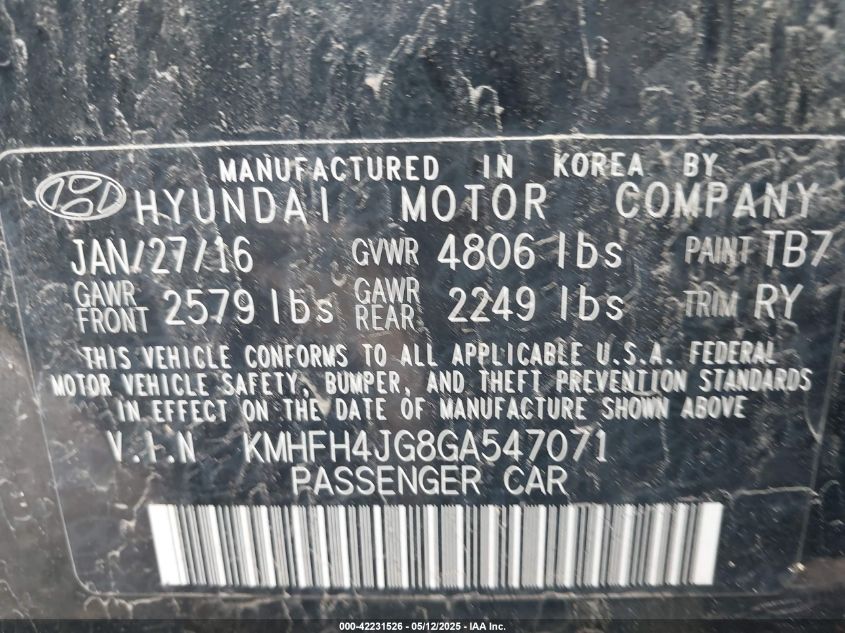 MANUFACTURED IN KOREA BY
HYUNDAI MOTOR COMPANY
JAN/27/16 GVWR 4806 lbs PAINT TB7
GAWR FRONT 2579 lbs GAWR REAR 2249 lbs TRIM RY
THIS VEHICLE CONFORMS TO ALL APPLICABLE U.S.A. FEDERAL
MOTOR VEHICLE SAFETY, BUMPER, AND THEFT PREVENTION STANDARDS
IN EFFECT ON THE DATE OF MANUFACTURE SHOWN ABOVE
V.I.N KMHFH4JG8GA547071
PASSENGER CAR
000-42231526 - 05/12/2025 - IAA Inc.